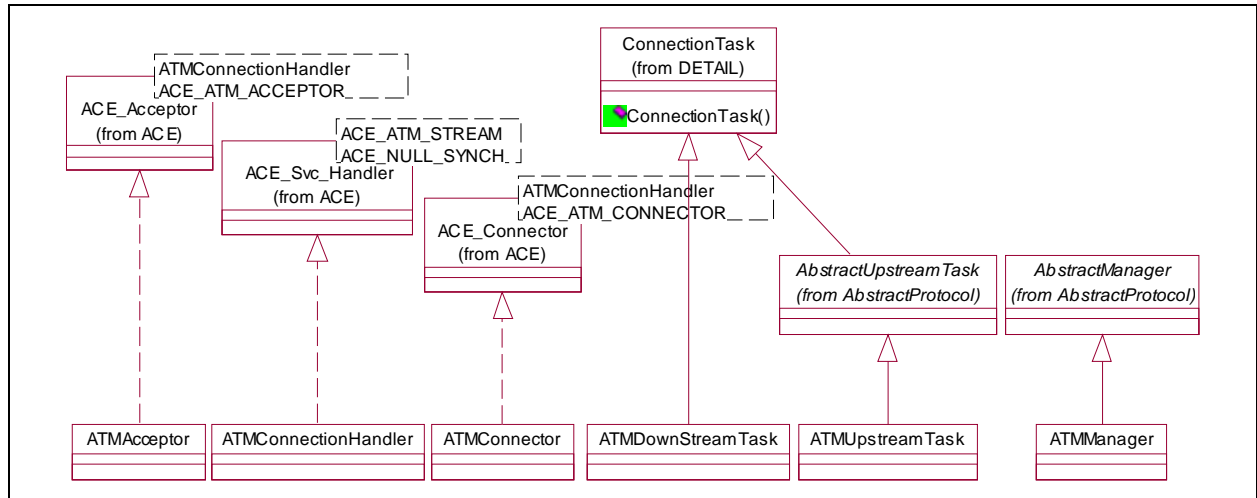 ConnectionTask
(from DETAIL)
ConnectionTask()
ATMConnectionHandler
ACE_ATM_ACCEPTOR
ACE_Acceptor
(from ACE)
ACE_ATM_STREAM
ACE_NULL_SYNCH
ACE_Svc_Handler
(from ACE)
ATMConnectionHandler
ACE_ATM_CONNECTOR
ACE_Connector
(from ACE)
AbstractUpstreamTask
(from AbstractProtocol)
AbstractManager
(from AbstractProtocol)
ATMAcceptor
ATMConnectionHandler
ATMConnector
ATMDownStreamTask
ATMUpstreamTask
ATMManager